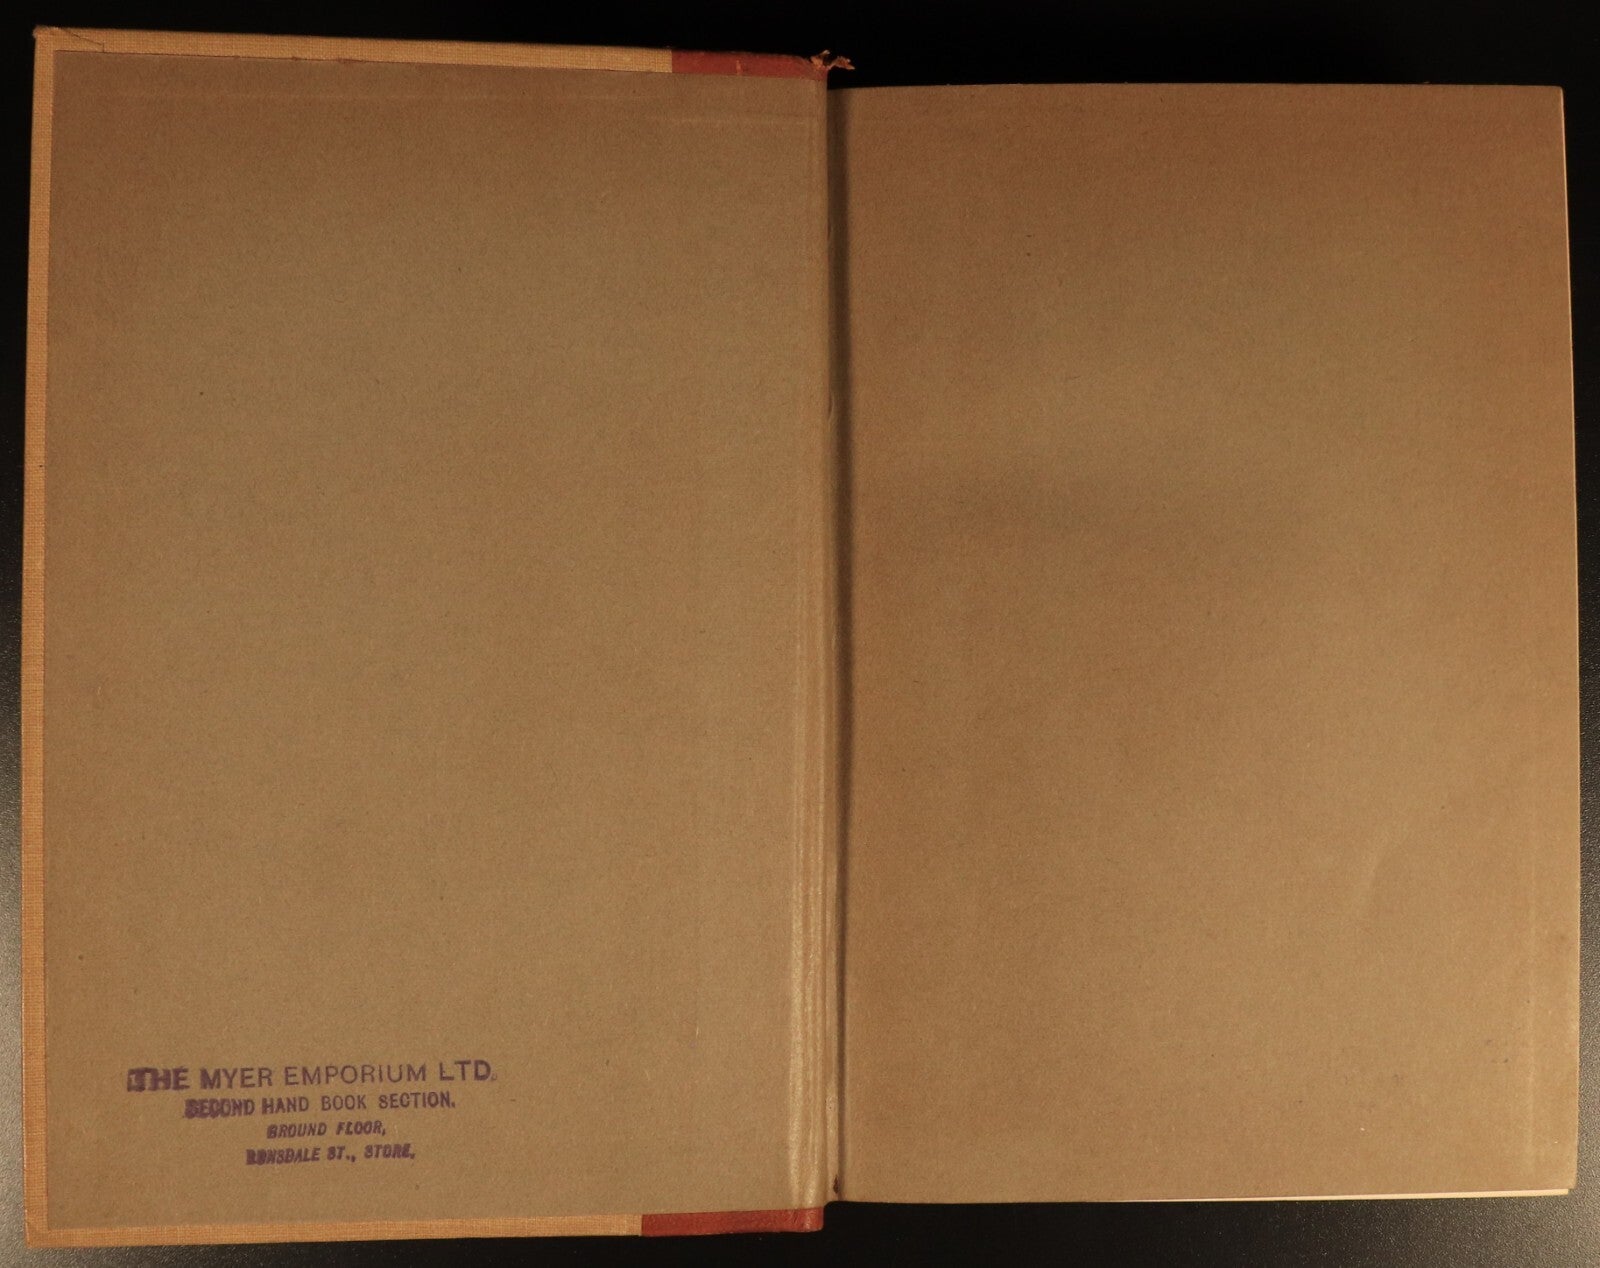 THE MYER EMPORIUM LTD.
SECOND HAND BOOK SECTION.
GROUND FLOOR,
LONSDALE ST., STORE.